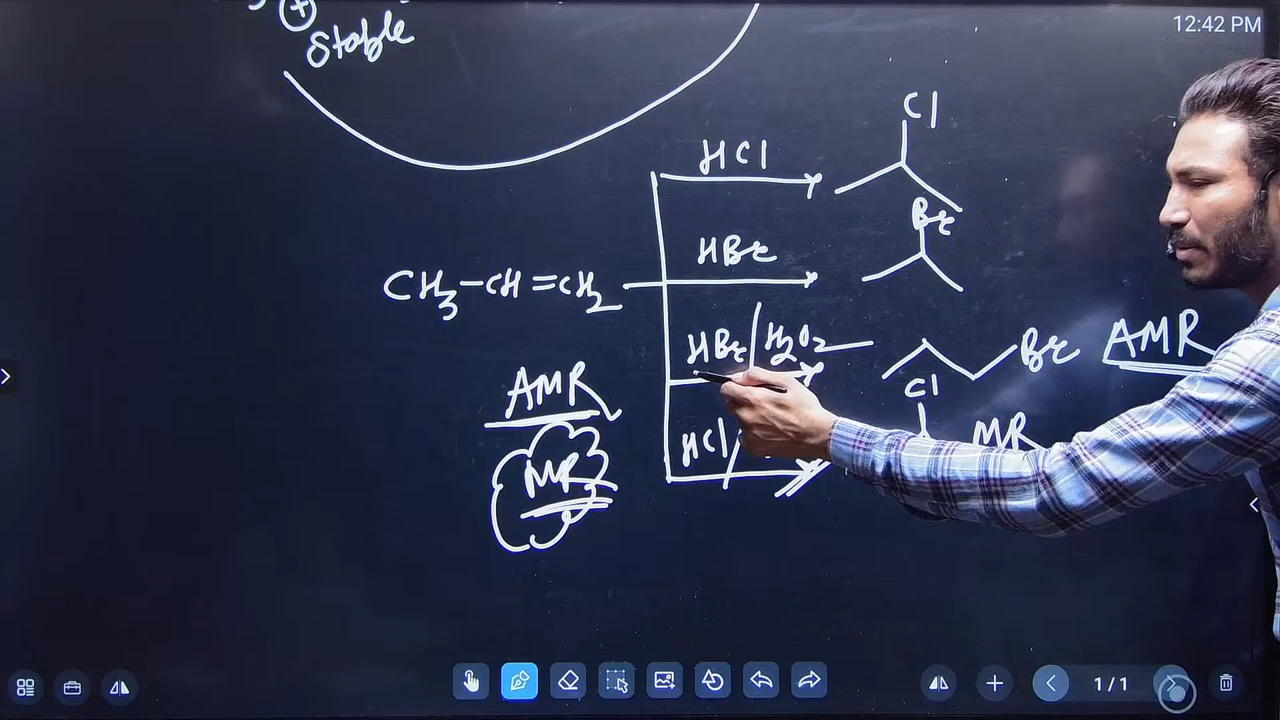 12:42 PM
⊕
Stable
Cl
HCl
Br
HBr
CH3-CH=CH2
HBr/H2O2
Br
AMR
AMR
Cl
HCl/
MR
MR
1/1